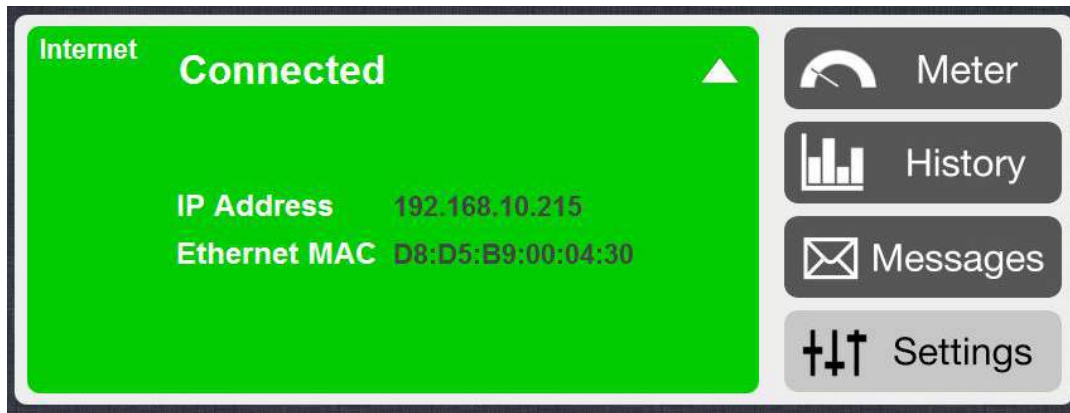 Internet
Connected
IP Address 192.168.10.215
Ethernet MAC D8:D5:B9:00:04:30
Meter
History
Messages
Settings